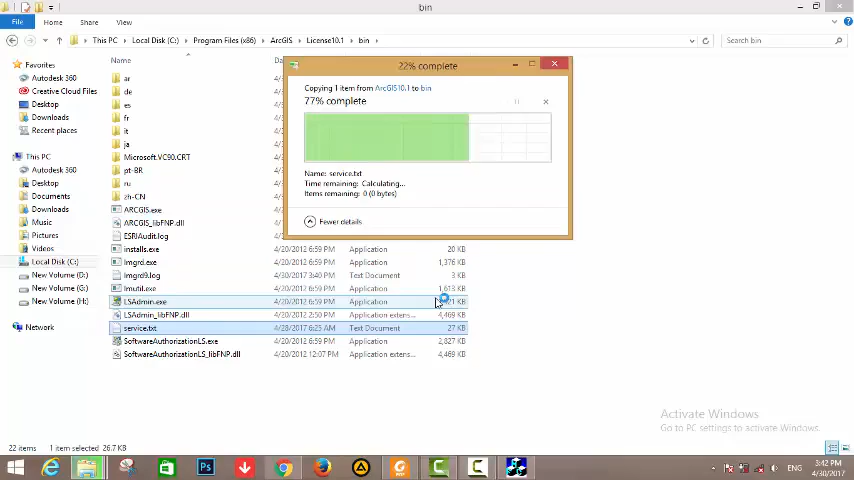 bin
File Home Share View
This PC Local Disk (C:) Program Files (x86) ArcGIS License10.1 bin Search bin
Favorites
Autodesk 360
Creative Cloud Files
Desktop
Downloads
Recent places
This PC
Autodesk 360
Desktop
Documents
Downloads
Music
Pictures
Videos
Local Disk (C:)
New Volume (D:)
New Volume (G:)
New Volume (H:)
Network
Name
ar
de
es
fr
it
ja
Microsoft.VC90.CRT
pt-BR
ru
zh-CN
ARCGIS.exe
ARCGIS_libFNP.dll
ESRIAudit.log
installs.exe 4/20/2012 6:59 PM Application 20 KB
lmgrd.exe 4/20/2012 6:59 PM Application 1,376 KB
lmgrd9.log 4/30/2017 3:40 PM Text Document 3 KB
lmutil.exe 4/20/2012 6:59 PM Application 1,613 KB
LSAdmin.exe 4/20/2012 6:59 PM Application KB
LSAdmin_libFNP.dll 4/20/2012 2:50 PM Application extens... 4,469 KB
service.txt 4/28/2017 6:25 AM Text Document 27 KB
SoftwareAuthorizationLS.exe 4/20/2012 6:59 PM Application 2,827 KB
SoftwareAuthorizationLS_libFNP.dll 4/20/2012 12:07 PM Application extens... 4,469 KB
22% complete
Copying 1 item from ArcGIS10.1 to bin
77% complete
Name: service.txt
Time remaining: Calculating...
Items remaining: 0 (0 bytes)
Fewer details
Activate Windows
Go to PC settings to activate Windows.
22 items 1 item selected 26.7 KB
ENG
3:42 PM
4/30/2017